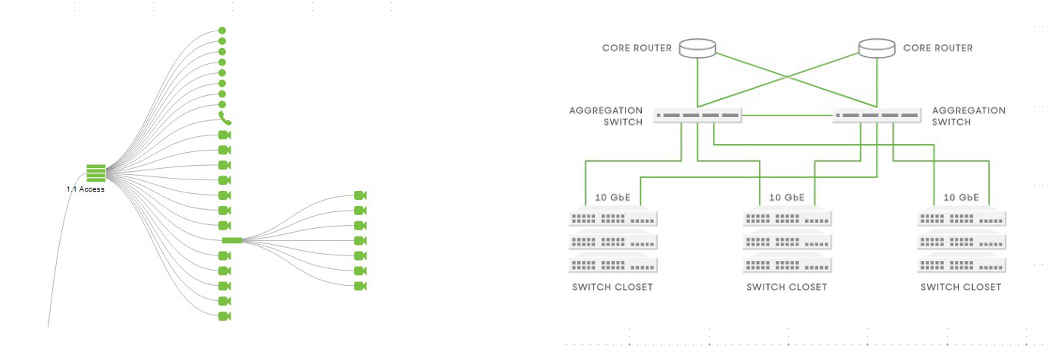 1.1 Access
CORE ROUTER
CORE ROUTER
AGGREGATION
SWITCH
AGGREGATION
SWITCH
10 GbE
10 GbE
10 GbE
SWITCH CLOSET
SWITCH CLOSET
SWITCH CLOSET